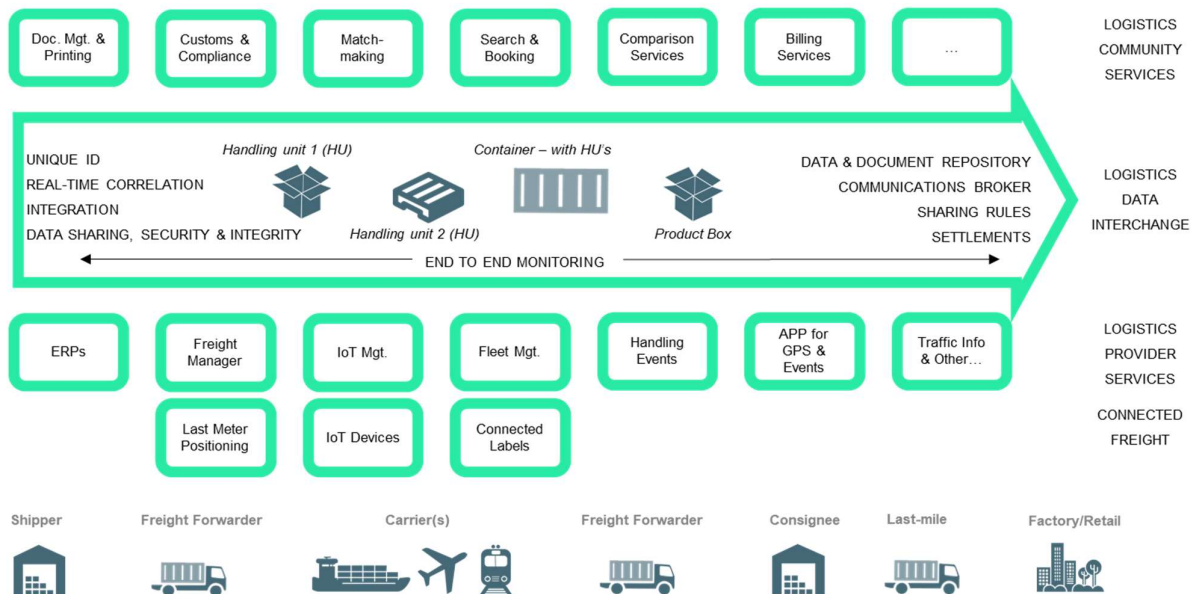 Doc. Mgt. &
Printing
Customs &
Compliance
Match-
making
Search &
Booking
Comparison
Services
Billing
Services
...
LOGISTICS
COMMUNITY
SERVICES
UNIQUE ID
REAL-TIME CORRELATION
INTEGRATION
DATA SHARING, SECURITY & INTEGRITY
Handling unit 1 (HU)
Handling unit 2 (HU)
Container – with HU's
Product Box
DATA & DOCUMENT REPOSITORY
COMMUNICATIONS BROKER
SHARING RULES
SETTLEMENTS
END TO END MONITORING
LOGISTICS
DATA
INTERCHANGE
ERPs
Freight
Manager
IoT Mgt.
Fleet Mgt.
Handling
Events
APP for
GPS &
Events
Traffic Info
& Other...
LOGISTICS
PROVIDER
SERVICES
Last Meter
Positioning
IoT Devices
Connected
Labels
CONNECTED
FREIGHT
Shipper
Freight Forwarder
Carrier(s)
Freight Forwarder
Consignee
Last-mile
Factory/Retail